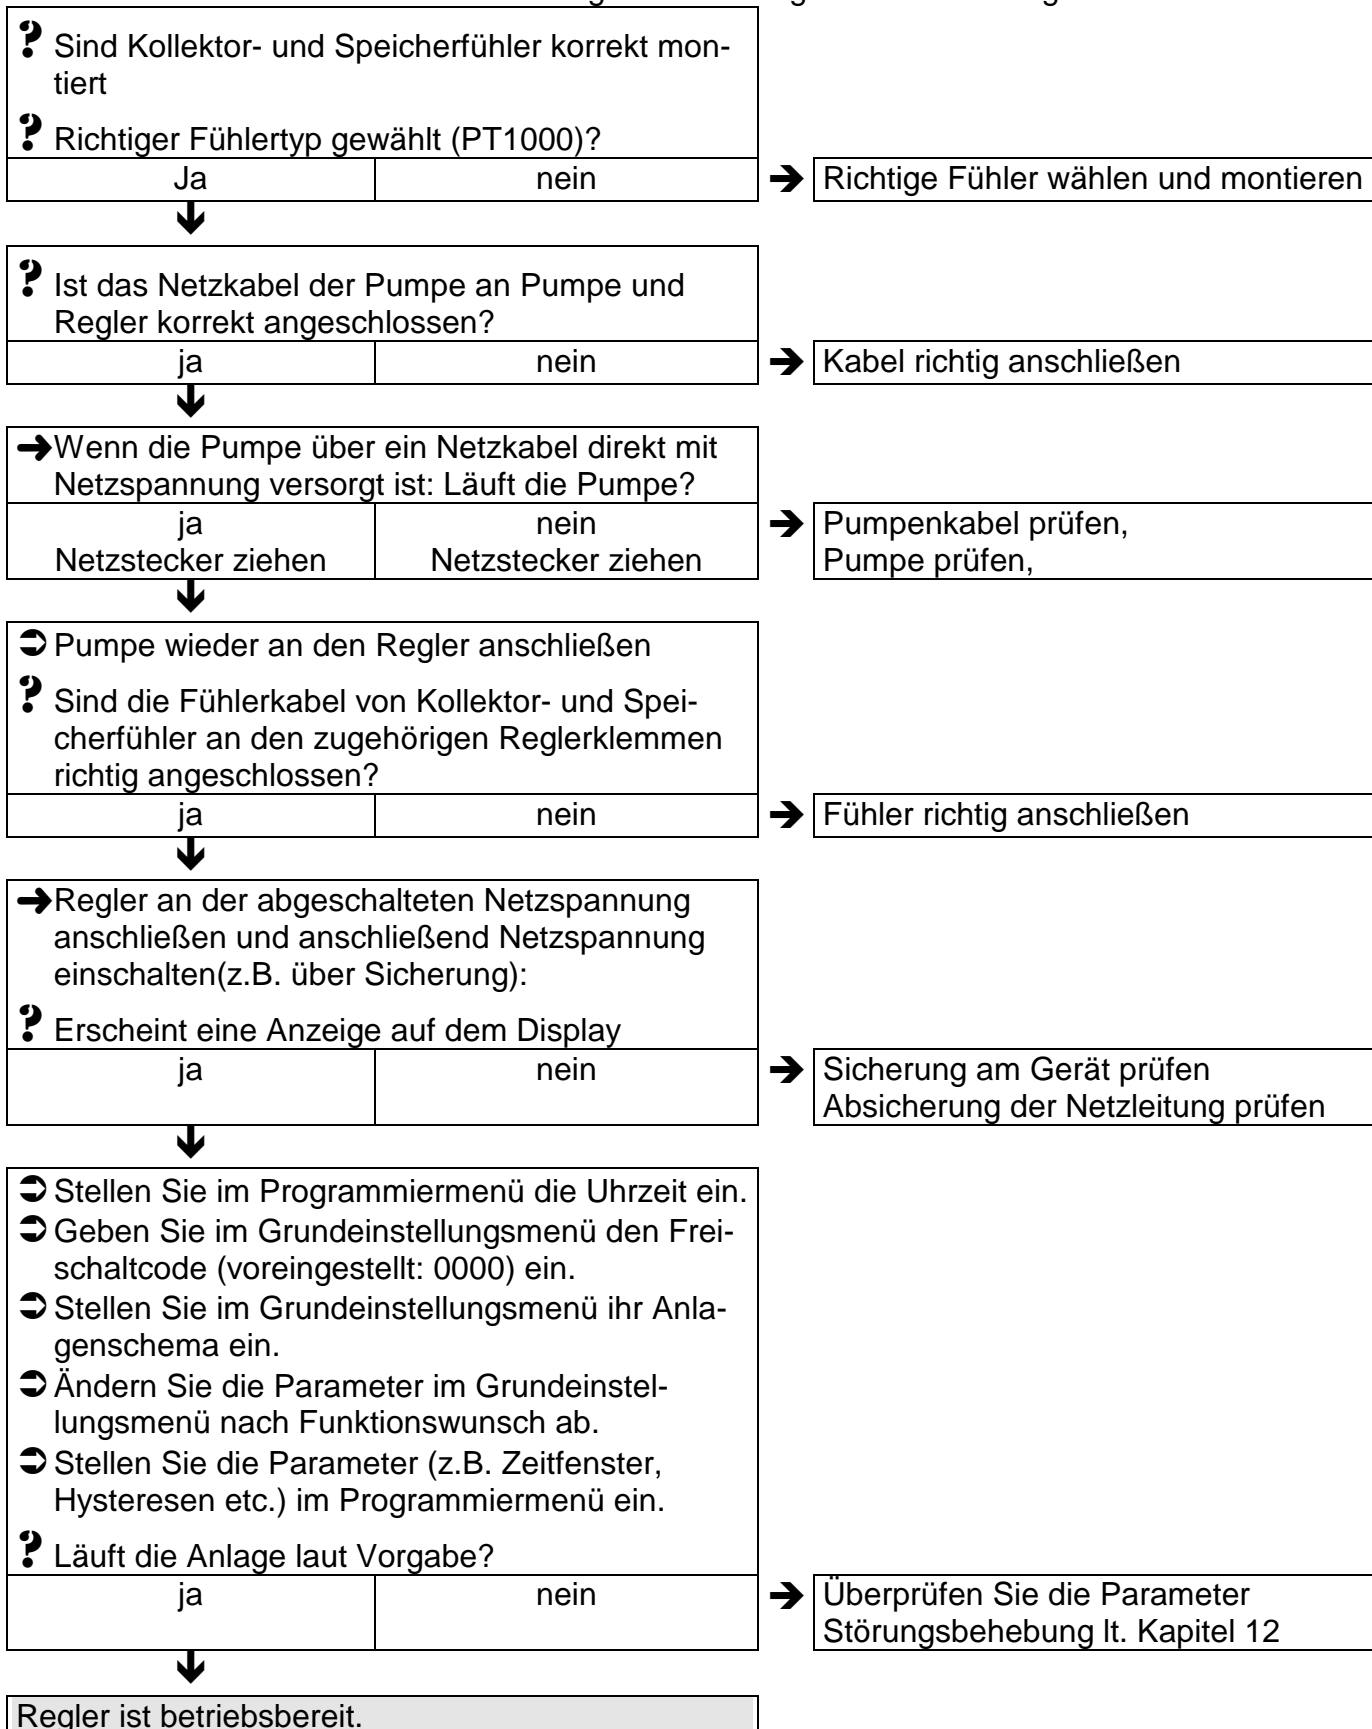 Sind Kollektor- und Speicherfühler korrekt mon-
tiert
Richtiger Fühlertyp gewählt (PT1000)?
Ja nein
Richtige Fühler wählen und montieren
Ist das Netzkabel der Pumpe an Pumpe und
Regler korrekt angeschlossen?
ja nein
Kabel richtig anschließen
Wenn die Pumpe über ein Netzkabel direkt mit
Netzspannung versorgt ist: Läuft die Pumpe?
ja nein
Netzstecker ziehen Netzstecker ziehen
Pumpenkabel prüfen,
Pumpe prüfen,
Pumpe wieder an den Regler anschließen
Sind die Fühlerkabel von Kollektor- und Spei-
cherfühler an den zugehörigen Reglerklemmen
richtig angeschlossen?
ja nein
Fühler richtig anschließen
Regler an der abgeschalteten Netzspannung
anschließen und anschließend Netzspannung
einschalten(z.B. über Sicherung):
Erscheint eine Anzeige auf dem Display
ja nein
Sicherung am Gerät prüfen
Absicherung der Netzleitung prüfen
Stellen Sie im Programmiermenü die Uhrzeit ein.
Geben Sie im Grundeinstellungsmenü den Frei-
schaltcode (voreingestellt: 0000) ein.
Stellen Sie im Grundeinstellungsmenü ihr Anla-
genschema ein.
Ändern Sie die Parameter im Grundeinstel-
lungsmenü nach Funktionswunsch ab.
Stellen Sie die Parameter (z.B. Zeitfenster,
Hysteresen etc.) im Programmiermenü ein.
Läuft die Anlage laut Vorgabe?
ja nein
Überprüfen Sie die Parameter
Störungsbehebung lt. Kapitel 12
Regler ist betriebsbereit.